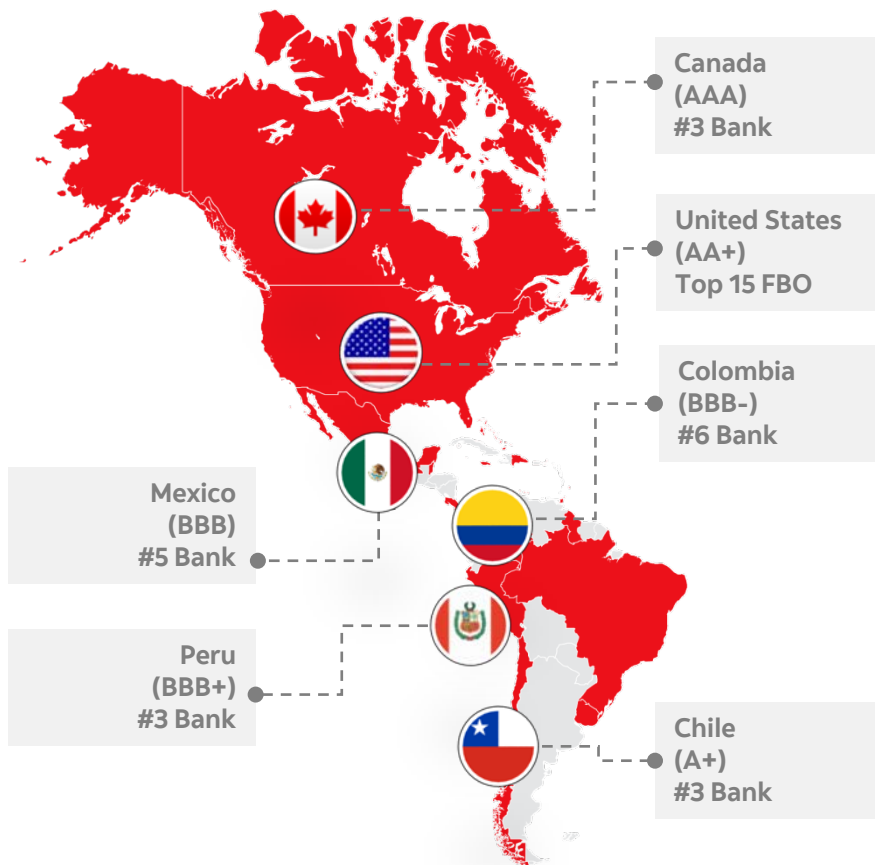 Canada
(AAA)
#3 Bank
United States
(AA+)
Top 15 FBO
Colombia
(BBB-)
#6 Bank
Mexico
(BBB)
#5 Bank
Peru
(BBB+)
#3 Bank
Chile
(A+)
#3 Bank